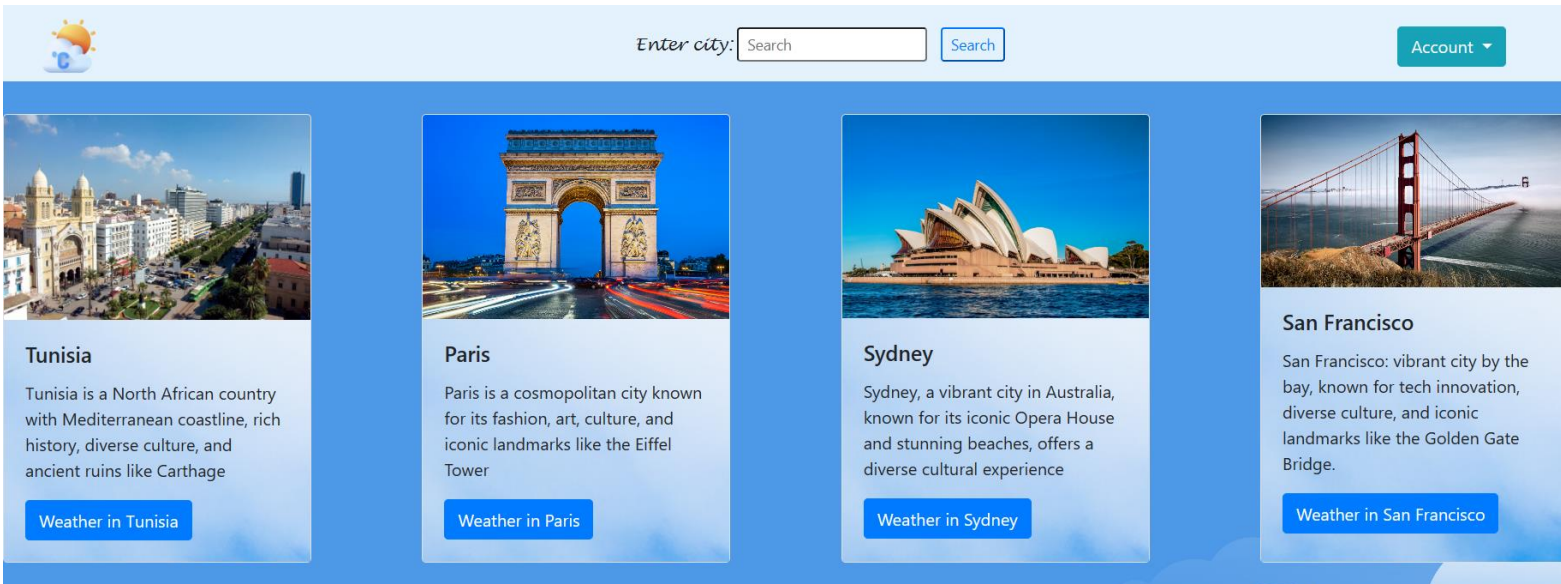 °C
Enter city: Search Search Account
Tunisia
Tunisia is a North African country
with Mediterranean coastline, rich
history, diverse culture, and
ancient ruins like Carthage
Weather in Tunisia
Paris
Paris is a cosmopolitan city known
for its fashion, art, culture, and
iconic landmarks like the Eiffel
Tower
Weather in Paris
Sydney
Sydney, a vibrant city in Australia,
known for its iconic Opera House
and stunning beaches, offers a
diverse cultural experience
Weather in Sydney
San Francisco
San Francisco: vibrant city by the
bay, known for tech innovation,
diverse culture, and iconic
landmarks like the Golden Gate
Bridge.
Weather in San Francisco